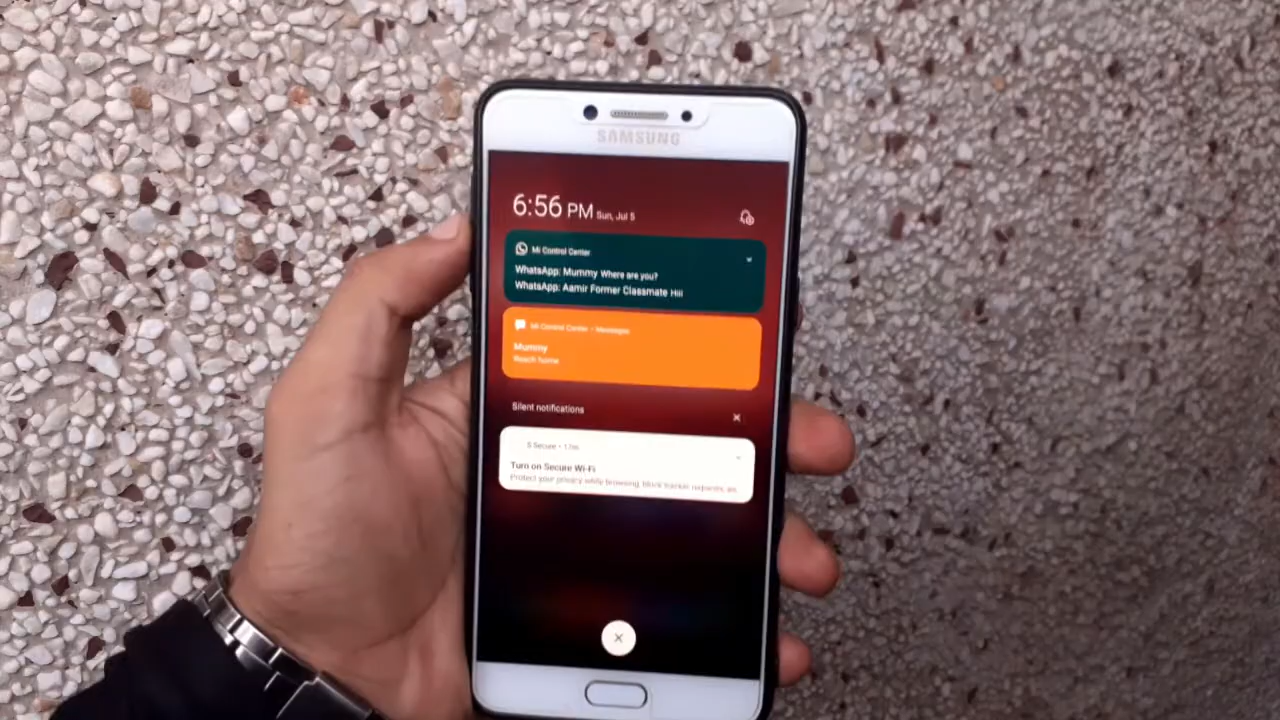 SAMSUNG
6:56 PM Sun, Jul 5
Mi Control Center
WhatsApp: Mummy Where are you?
WhatsApp: Aamir Former Classmate Hiii
Mi Control Center • Messages
Mummy
Reach home
Silent notifications
S Secure • 17m
Turn on Secure Wi-Fi
Protect your privacy while browsing, block tracker requests, an